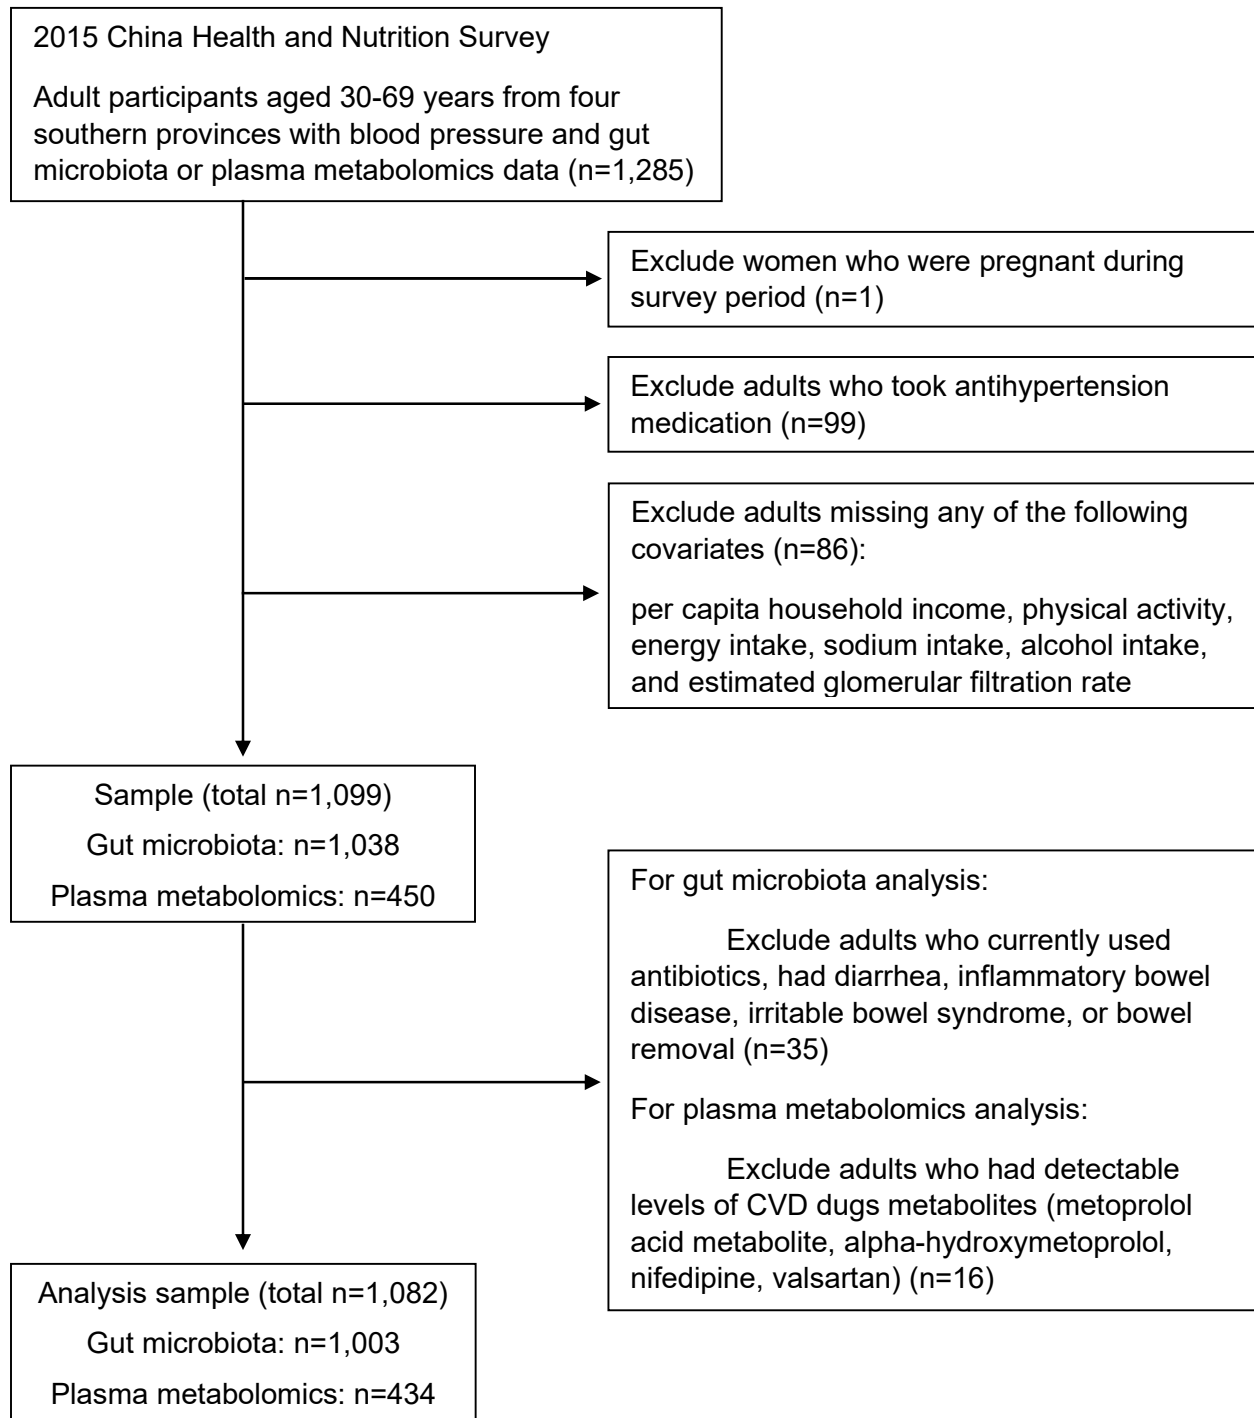 2015 China Health and Nutrition Survey
Adult participants aged 30-69 years from four
southern provinces with blood pressure and gut
microbiota or plasma metabolomics data (n=1,285)
Exclude women who were pregnant during
survey period (n=1)
Exclude adults who took antihypertension
medication (n=99)
Exclude adults missing any of the following
covariates (n=86):
per capita household income, physical activity,
energy intake, sodium intake, alcohol intake,
and estimated glomerular filtration rate
Sample (total n=1,099)
Gut microbiota: n=1,038
Plasma metabolomics: n=450
For gut microbiota analysis:
Exclude adults who currently used
antibiotics, had diarrhea, inflammatory bowel
disease, irritable bowel syndrome, or bowel
removal (n=35)
For plasma metabolomics analysis:
Exclude adults who had detectable
levels of CVD dugs metabolites (metoprolol
acid metabolite, alpha-hydroxymetoprolol,
nifedipine, valsartan) (n=16)
Analysis sample (total n=1,082)
Gut microbiota: n=1,003
Plasma metabolomics: n=434